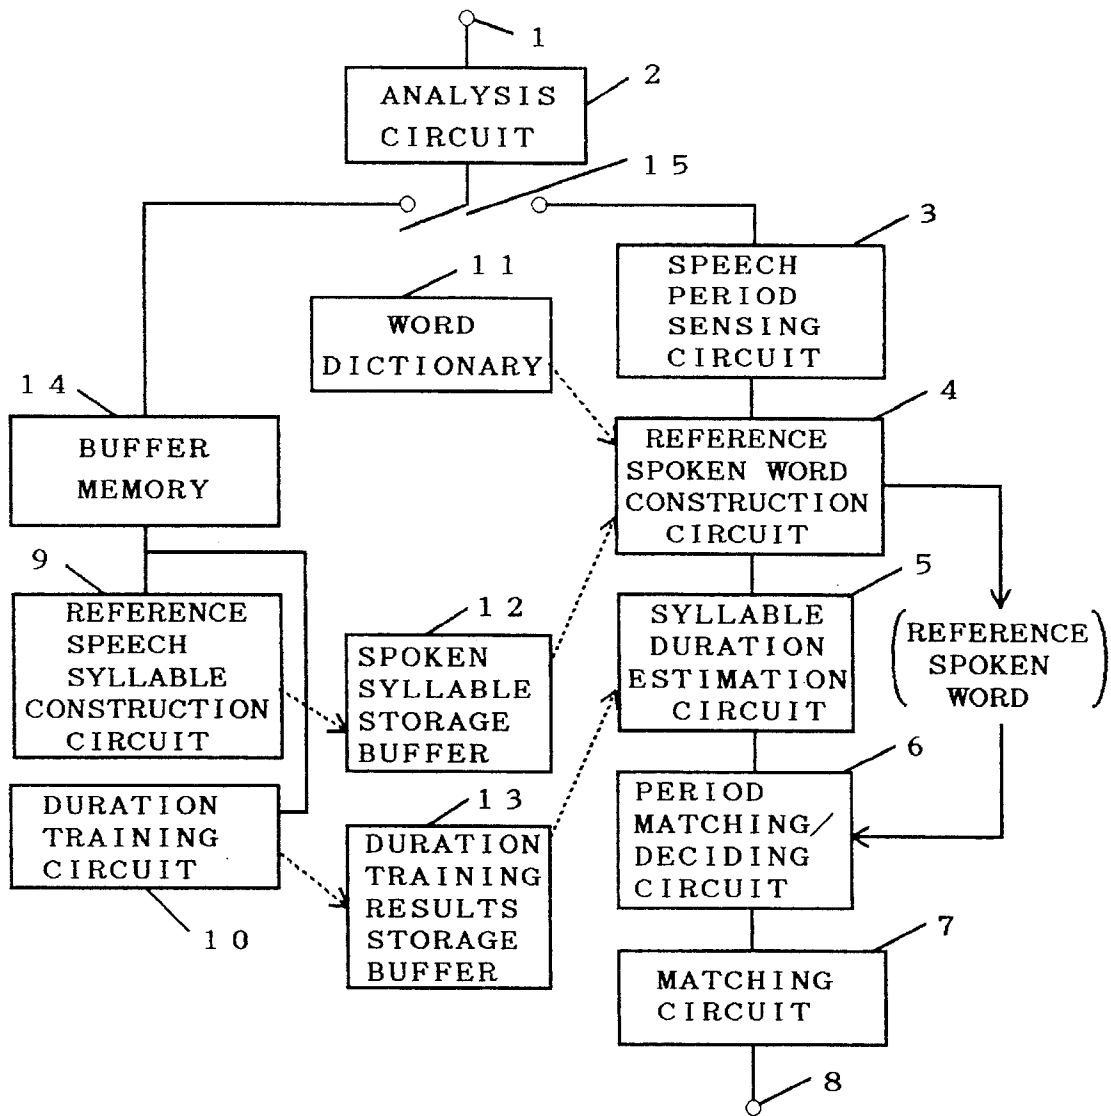 1
ANALYSIS
CIRCUIT
2
15
3
SPEECH
PERIOD
SENSING
CIRCUIT
11
WORD
DICTIONARY
14
BUFFER
MEMORY
4
REFERENCE
SPOKEN WORD
CONSTRUCTION
CIRCUIT
9
REFERENCE
SPEECH
SYLLABLE
CONSTRUCTION
CIRCUIT
12
SPOKEN
SYLLABLE
STORAGE
BUFFER
5
SYLLABLE
DURATION
ESTIMATION
CIRCUIT
(REFERENCE
SPOKEN
WORD)
DURATION
TRAINING
CIRCUIT
10
13
DURATION
TRAINING
RESULTS
STORAGE
BUFFER
6
PERIOD
MATCHING/
DECIDING
CIRCUIT
7
MATCHING
CIRCUIT
8